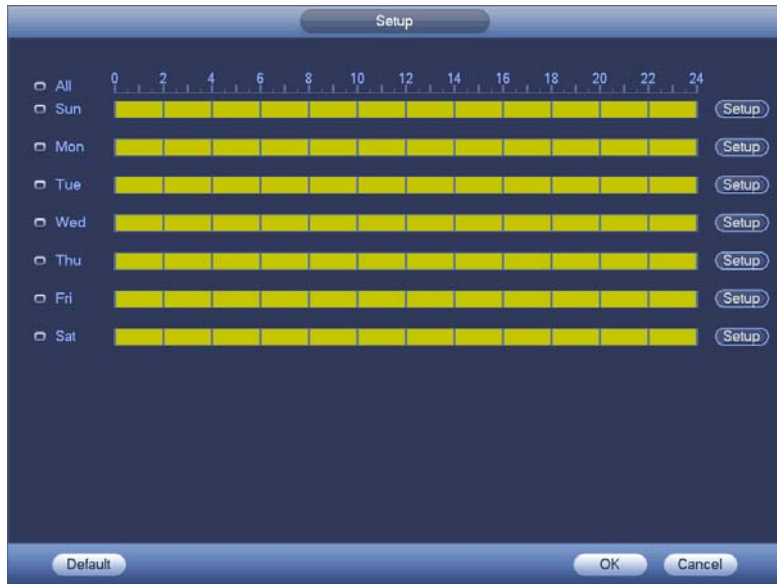 Setup
All 0 2 4 6 8 10 12 14 16 18 20 22 24
Sun Setup
Mon Setup
Tue Setup
Wed Setup
Thu Setup
Fri Setup
Sat Setup
Default OK Cancel